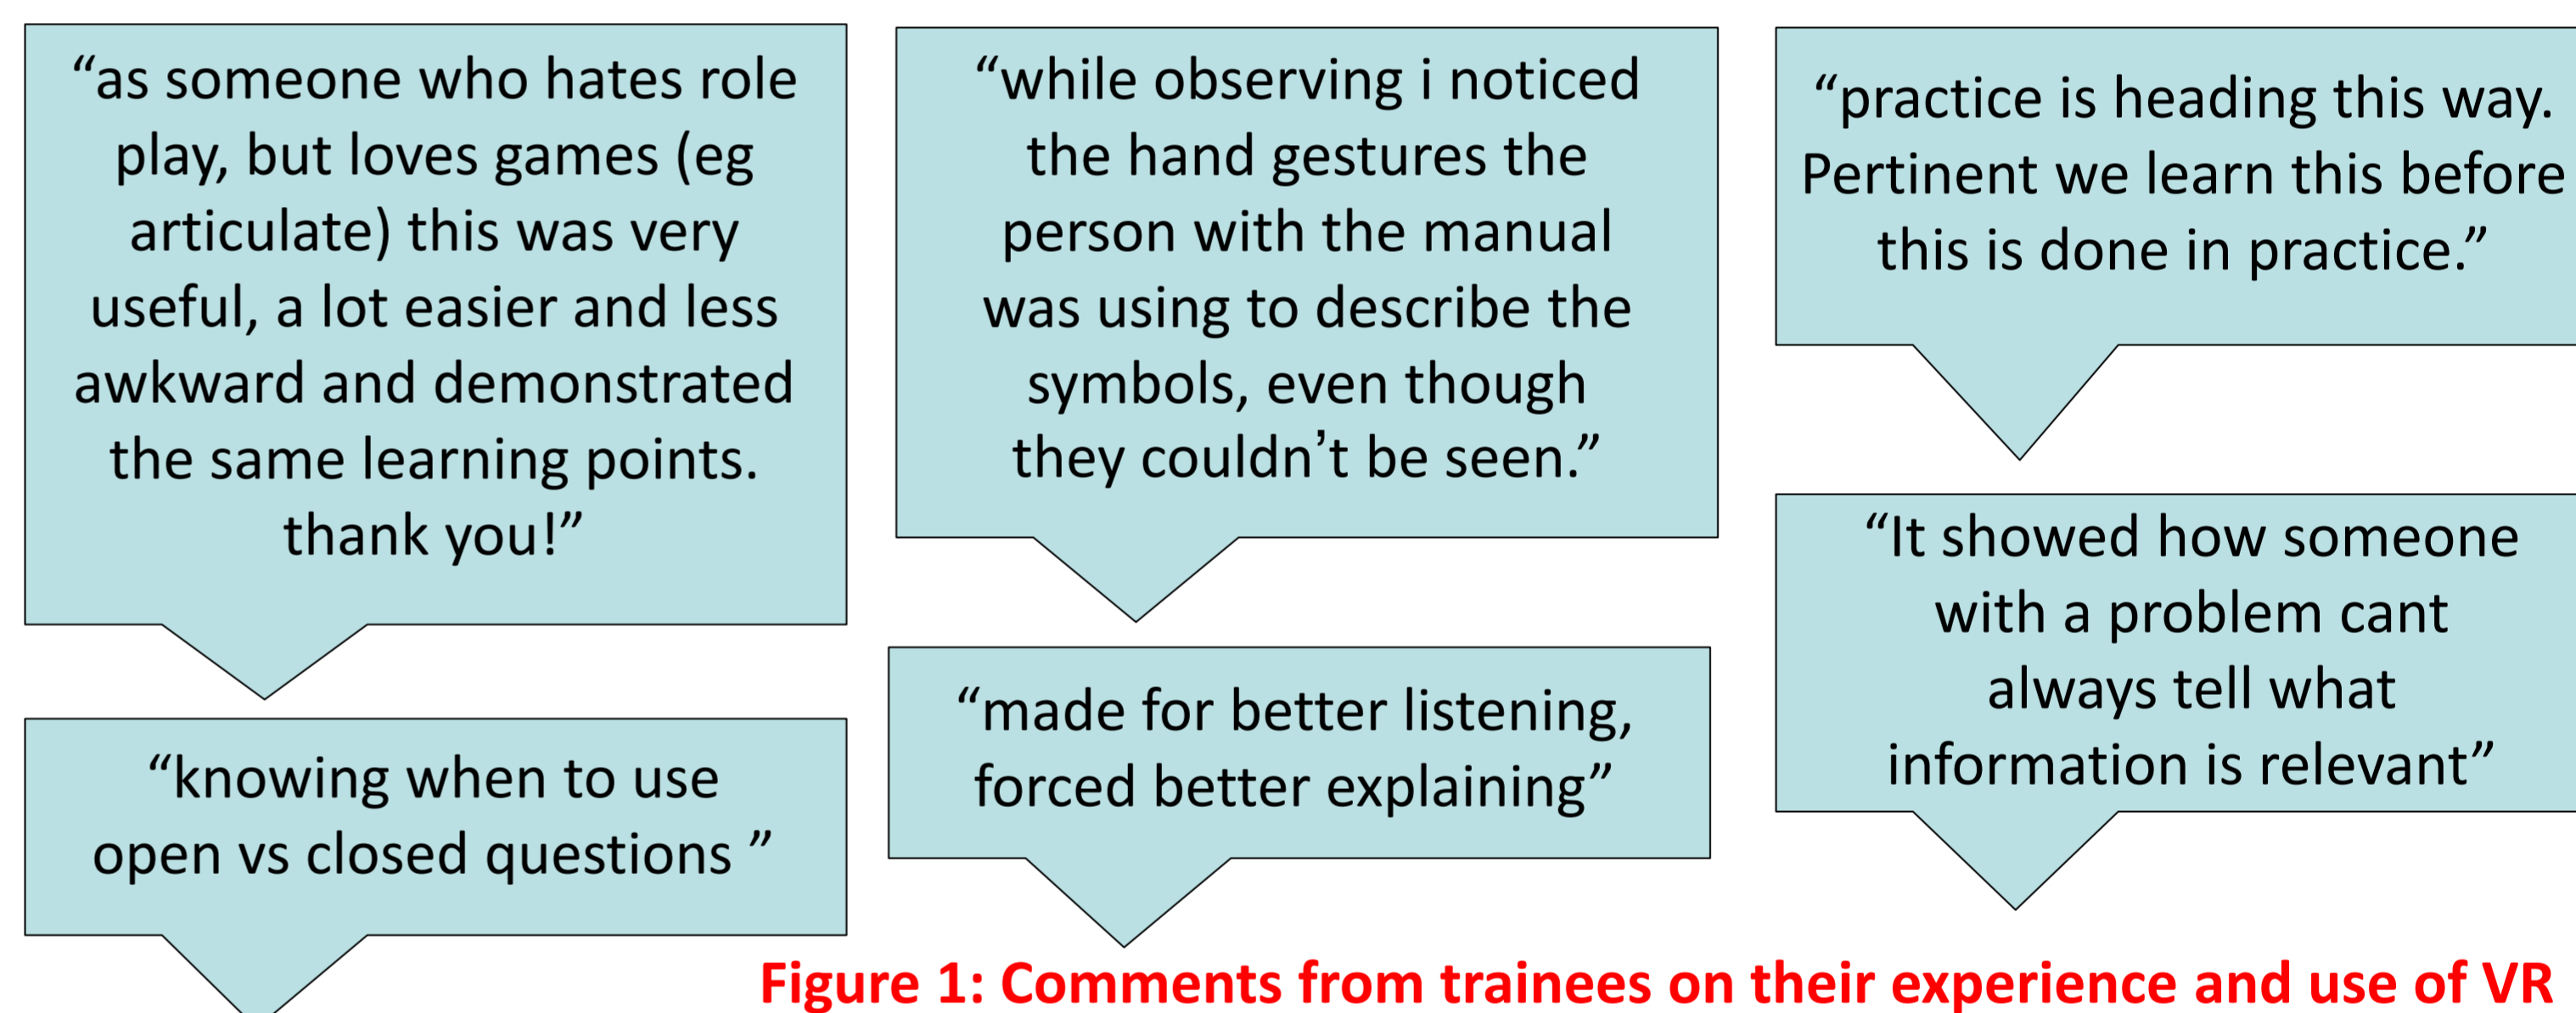 “as someone who hates role
play, but loves games (eg
articulate) this was very
useful, a lot easier and less
awkward and demonstrated
the same learning points.
thank you!”
“knowing when to use
open vs closed questions ”
“while observing i noticed
the hand gestures the
person with the manual
was using to describe the
symbols, even though
they couldn’t be seen.”
“made for better listening,
forced better explaining”
“practice is heading this way.
Pertinent we learn this before
this is done in practice.”
“It showed how someone
with a problem cant
always tell what
information is relevant”
Figure 1: Comments from trainees on their experience and use of VR